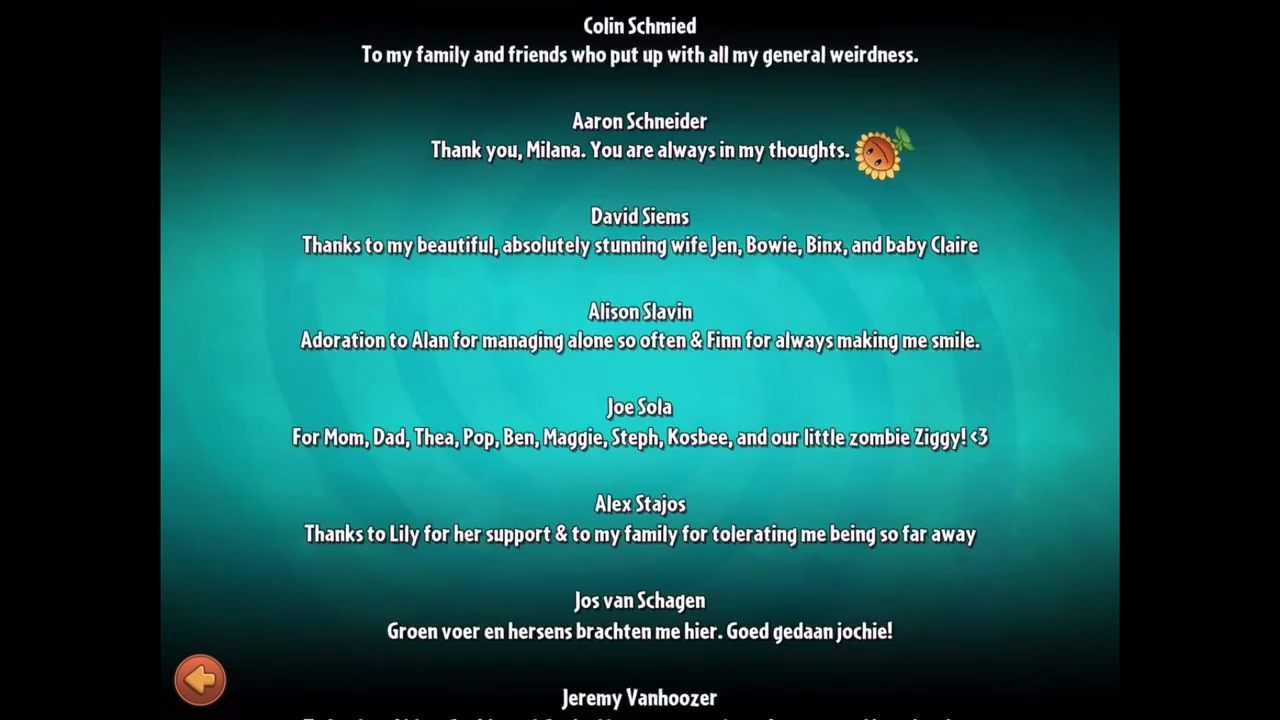 Colin Schmied
To my family and friends who put up with all my general weirdness.
Aaron Schneider
Thank you, Milana. You are always in my thoughts.
David Siems
Thanks to my beautiful, absolutely stunning wife Jen, Bowie, Binx, and baby Claire
Alison Slavin
Adoration to Alan for managing alone so often & Finn for always making me smile.
Joe Sola
For Mom, Dad, Thea, Pop, Ben, Maggie, Steph, Kosbee, and our little zombie Ziggy! <3
Alex Stajos
Thanks to Lily for her support & to my family for tolerating me being so far away
Jos van Schagen
Groen voer en hersens brachten me hier. Goed gedaan jochie!
Jeremy Vanhoozer